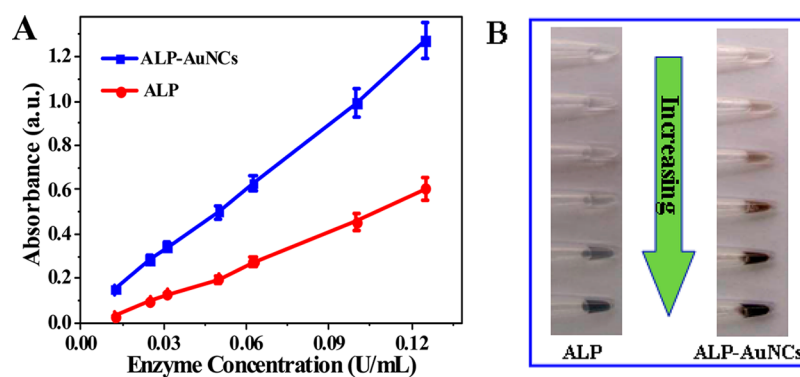 A
ALP-AuNCs
ALP
Absorbance (a.u.)
1.2
1.0
0.8
0.6
0.4
0.2
0.0
0.00
0.03
0.06
0.09
0.12
Enzyme Concentration (U/mL)
B
Increasing
ALP
ALP-AuNCs